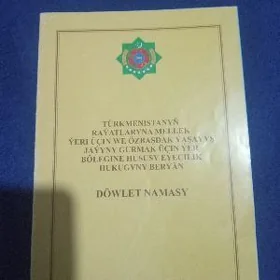 TÜRKMENISTANYŇ
RAÝATLARYNA MELLEK
ÝERI ÜÇIN WE ÖZBAŞDAK ÝAŞAÝYŞ
JAÝYNY GURMAK ÜÇIN ÝER
BÖLEGINE HUSUSY EÝEÇILIK
HUKUGYNY BERÝÄN
DÖWLET NAMASY